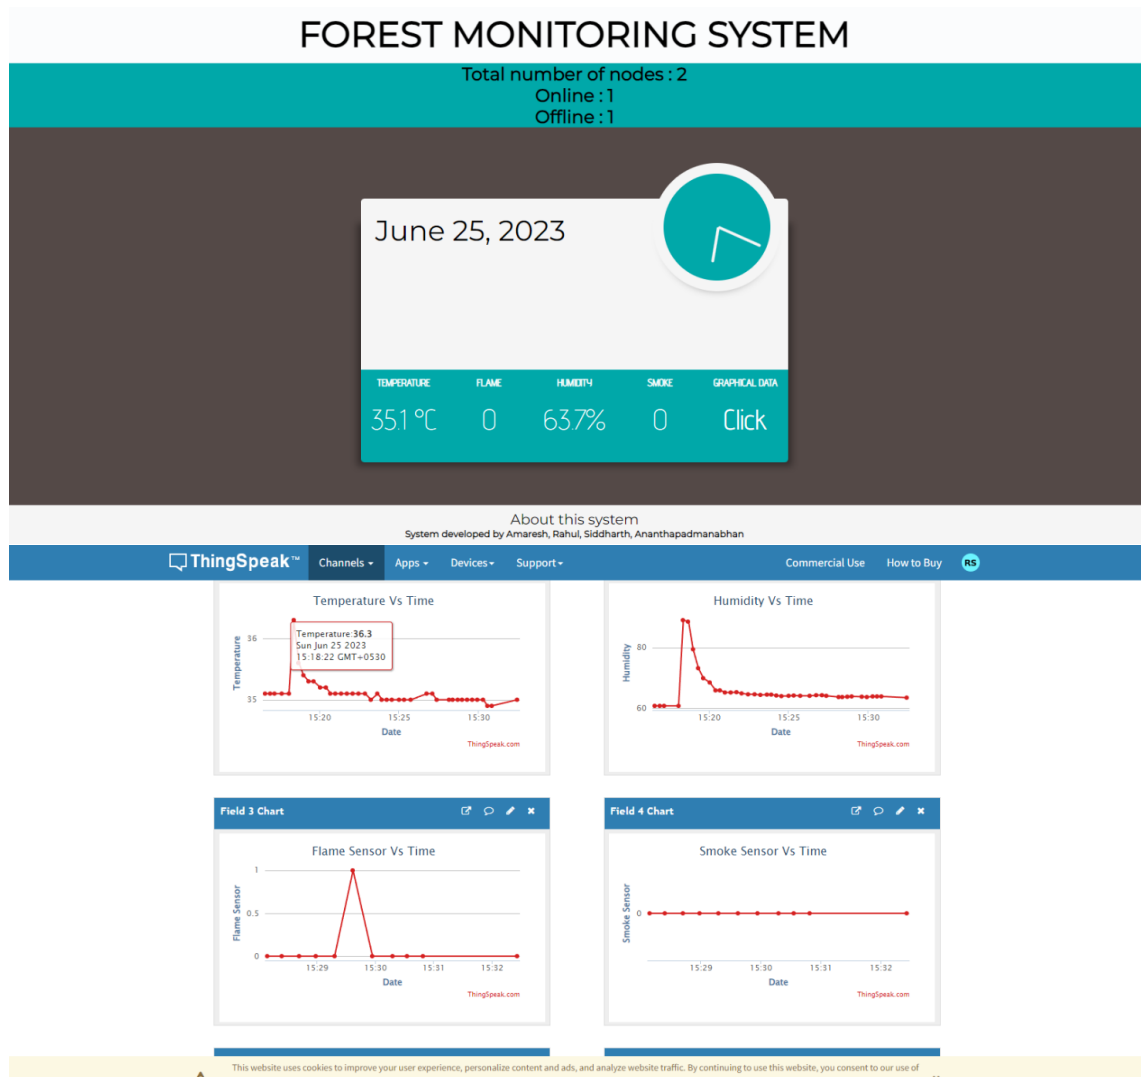 FOREST MONITORING SYSTEM
Total number of nodes : 2
Online : 1
Offline : 1
June 25, 2023
TEMPERATURE FLAME HUMIDITY SMOKE GRAPHICAL DATA
35.1 °C 0 63.7% 0 Click
About this system
System developed by Amaresh, Rahul, Siddharth, Ananthapadmanabhan
ThingSpeak™ Channels Apps Devices Support Commercial Use How to Buy RS
Temperature Vs Time
Temperature
36
35
Temperature:36.3
Sun Jun 25 2023
15:18:22 GMT+0530
15:20 15:25 15:30
Date
ThingSpeak.com
Humidity Vs Time
Humidity
80
60
15:20 15:25 15:30
Date
ThingSpeak.com
Field 3 Chart
Flame Sensor Vs Time
Flame Sensor
1
0.5
0
15:29 15:30 15:31 15:32
Date
ThingSpeak.com
Field 4 Chart
Smoke Sensor Vs Time
Smoke Sensor
0
15:29 15:30 15:31 15:32
Date
ThingSpeak.com
This website uses cookies to improve your user experience, personalize content and ads, and analyze website traffic. By continuing to use this website, you consent to our use of